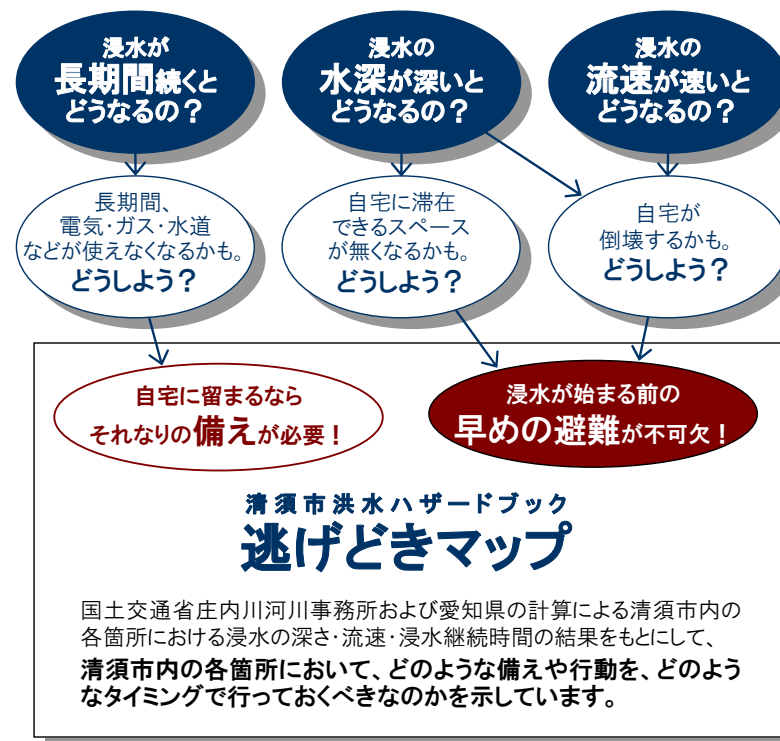 浸水が
長期間続くと
どうなるの？
浸水の
水深が深いと
どうなるの？
浸水の
流速が速いと
どうなるの？
長期間、
電気・ガス・水道
などが使えなくなるかも。
どうしよう？
自宅に滞在
できるスペース
が無くなるかも。
どうしよう？
自宅が
倒壊するかも。
どうしよう？
自宅に留まるなら
それなりの備えが必要！
浸水が始まる前の
早めの避難が不可欠！
清須市洪水ハザードブック
逃げどきマップ
国土交通省庄内川河川事務所および愛知県の計算による清須市内の
各箇所における浸水の深さ・流速・浸水継続時間の結果をもとにして、
清須市内の各箇所において、どのような備えや行動を、どのよう
なタイミングで行っておくべきなのかを示しています。